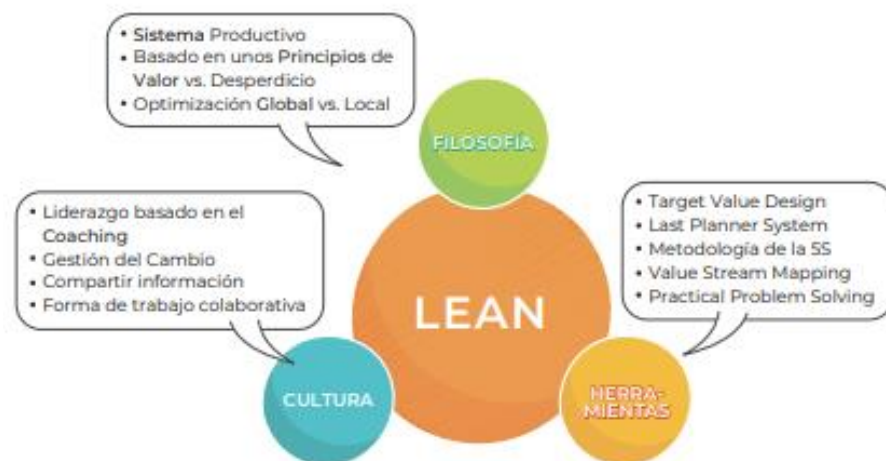 • Sistema Productivo
• Basado en unos Principios de
Valor vs. Desperdicio
• Optimización Global vs. Local
FILOSOFÍA
• Liderazgo basado en el
Coaching
• Gestión del Cambio
• Compartir información
• Forma de trabajo colaborativa
• Target Value Design
• Last Planner System
• Metodología de la 5S
• Value Stream Mapping
• Practical Problem Solving
LEAN
CULTURA
HERRA-
MIENTAS